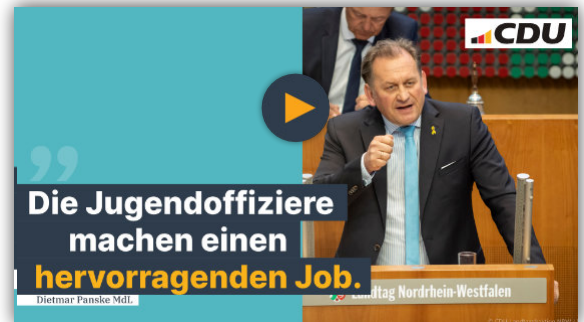 CDU
„
Die Jugendoffiziere
machen einen
hervorragenden Job.
Dietmar Panske MdL
Landtag Nordrhein-Westfalen